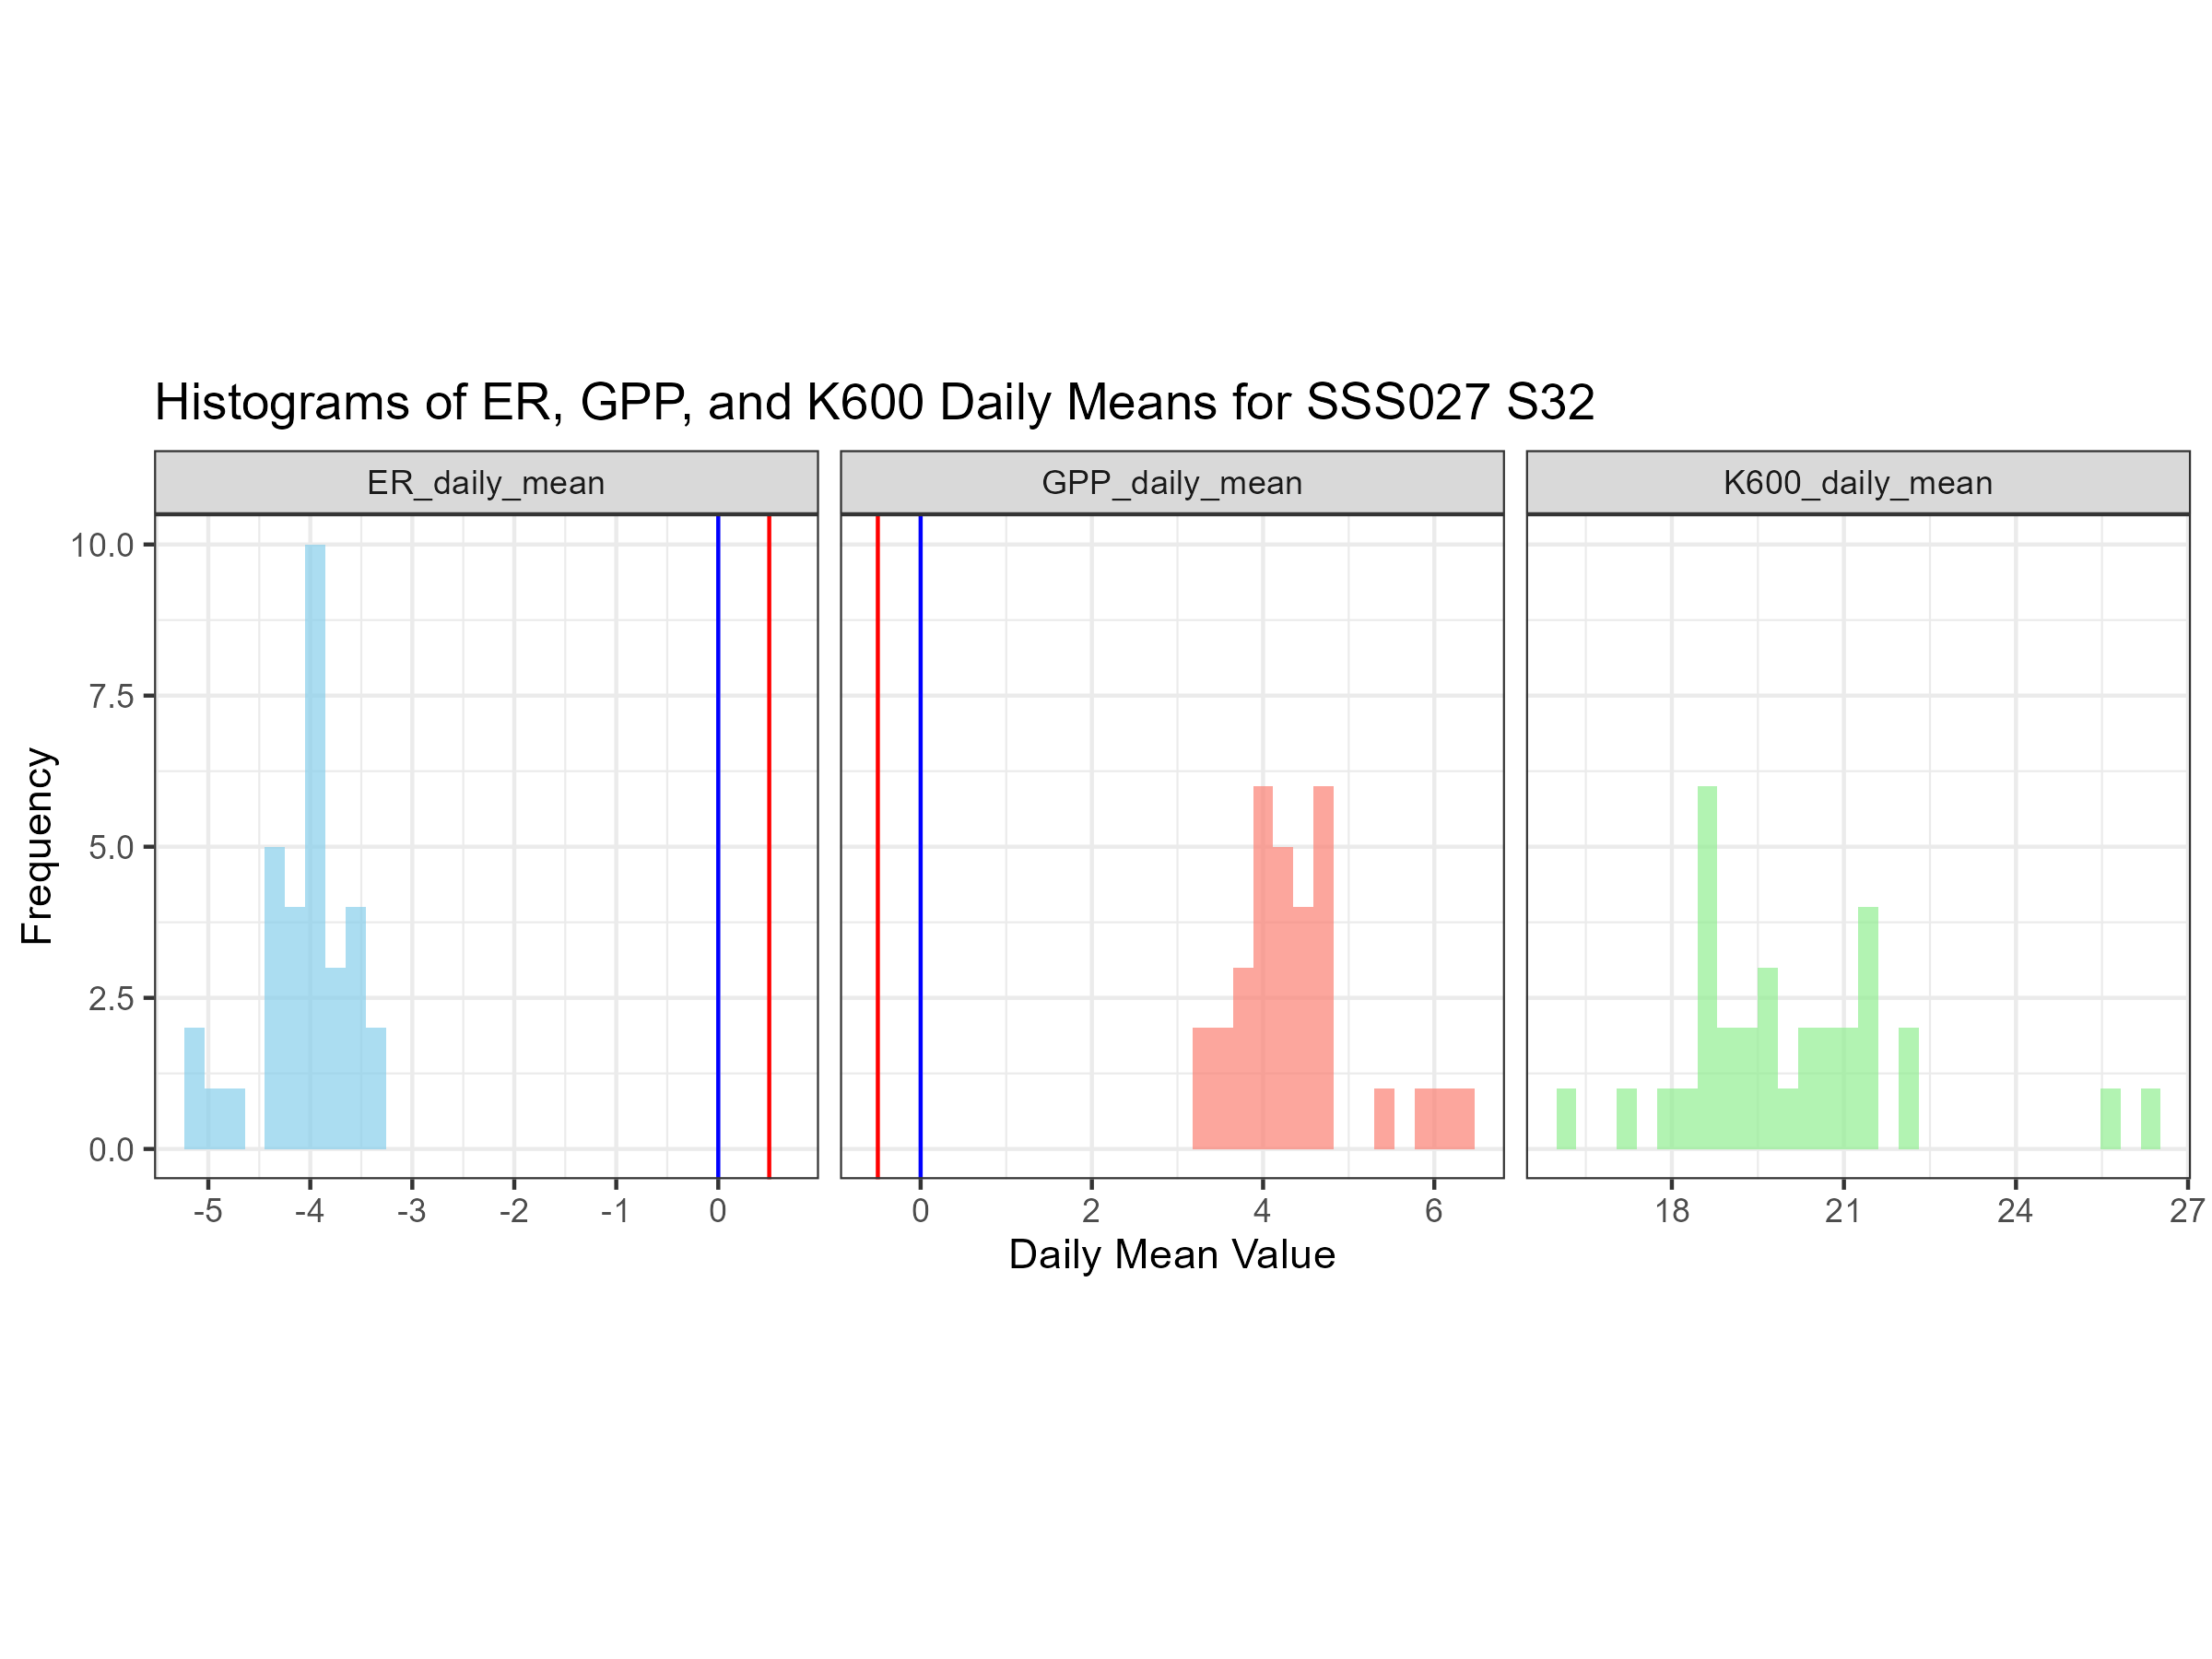 Histograms of ER, GPP, and K600 Daily Means for SSS027 S32
ER_daily_mean
GPP_daily_mean
K600_daily_mean
Frequency
10.0
7.5
5.0
2.5
0.0
-5 -4 -3 -2 -1 0
0 2 4 6
18 21 24 27
Daily Mean Value